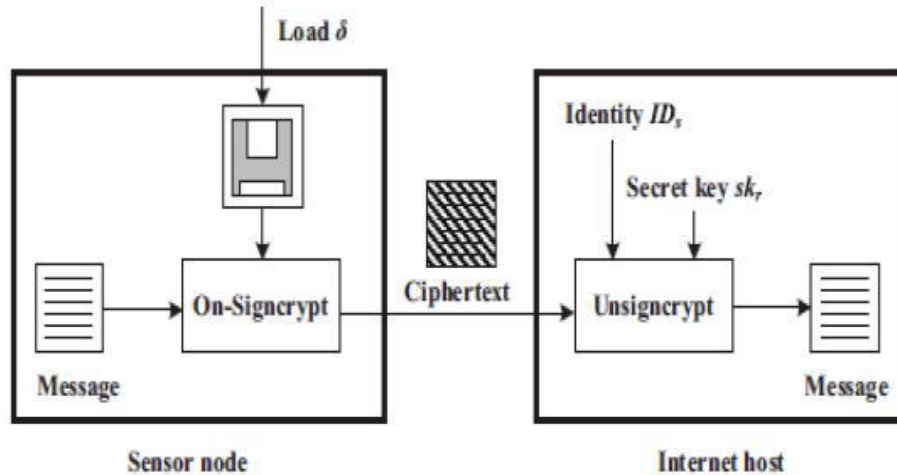 Load δ
Identity IDₛ
Secret key skᵣ
On-Signcrypt
Ciphertext
Unsigncrypt
Message
Message
Sensor node
Internet host